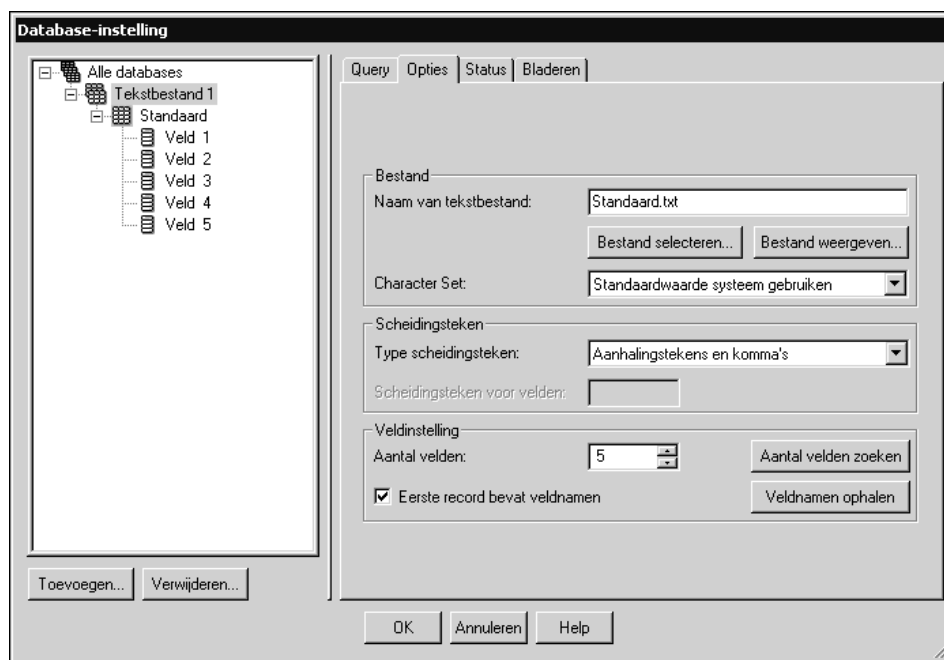 Database-instelling
Alle databases
Tekstbestand 1
Standaard
Veld 1
Veld 2
Veld 3
Veld 4
Veld 5
Toevoegen...
Verwijderen...
Query
Opties
Status
Bladeren
Bestand
Naam van tekstbestand:
Standaard.txt
Bestand selecteren...
Bestand weergeven...
Character Set:
Standaardwaarde systeem gebruiken
Scheidingsteken
Type scheidingsteken:
Aanhalingstekens en komma's
Scheidingsteken voor velden:
Veldinstelling
Aantal velden:
5
Aantal velden zoeken
Eerste record bevat veldnamen
Veldnamen ophalen
OK
Annuleren
Help